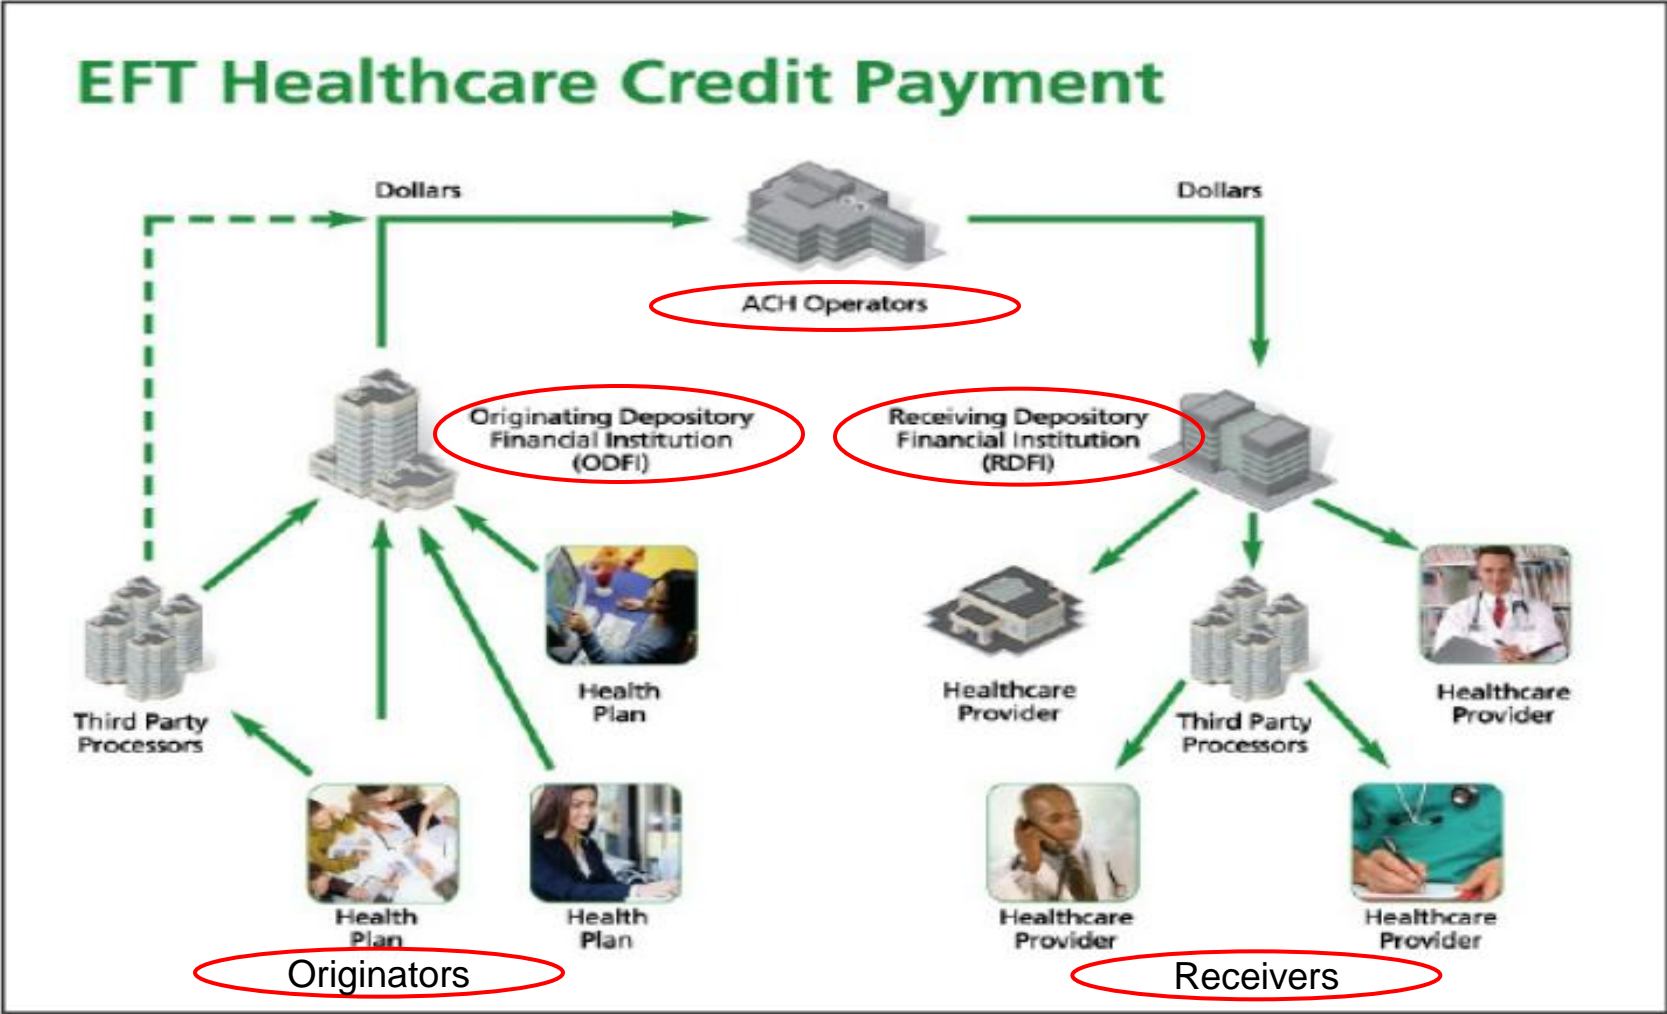 EFT Healthcare Credit Payment
Dollars
Dollars
ACH Operators
Originating Depository
Financial Institution
(ODFI)
Receiving Depository
Financial Institution
(RDFI)
Health
Plan
Healthcare
Provider
Healthcare
Provider
Third Party
Processors
Third Party
Processors
Health
Plan
Health
Plan
Healthcare
Provider
Healthcare
Provider
Originators
Receivers